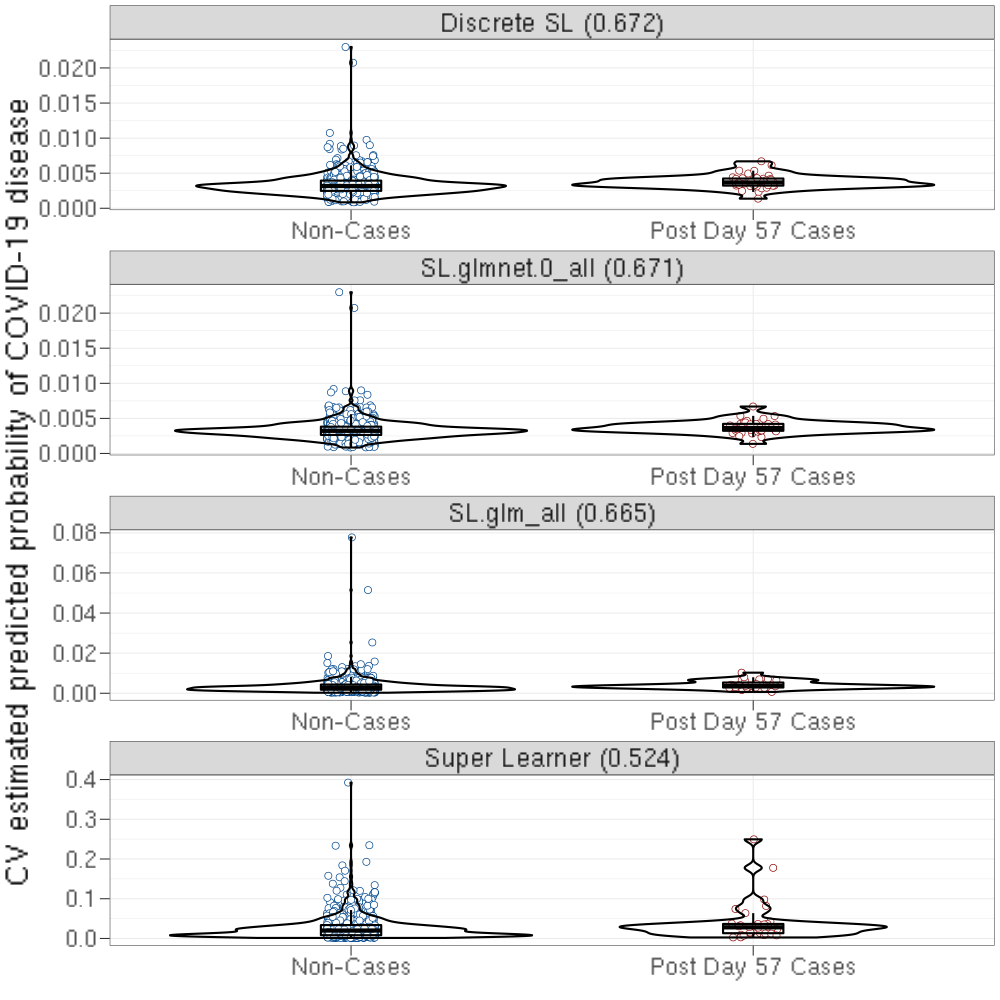 CV estimated predicted probability of COVID-19 disease
Discrete SL (0.672)
0.020
0.015
0.010
0.005
0.000
Non-Cases Post Day 57 Cases
SL.glmnet.0_all (0.671)
0.020
0.015
0.010
0.005
0.000
Non-Cases Post Day 57 Cases
SL.glm_all (0.665)
0.08
0.06
0.04
0.02
0.00
Non-Cases Post Day 57 Cases
Super Learner (0.524)
0.4
0.3
0.2
0.1
0.0
Non-Cases Post Day 57 Cases